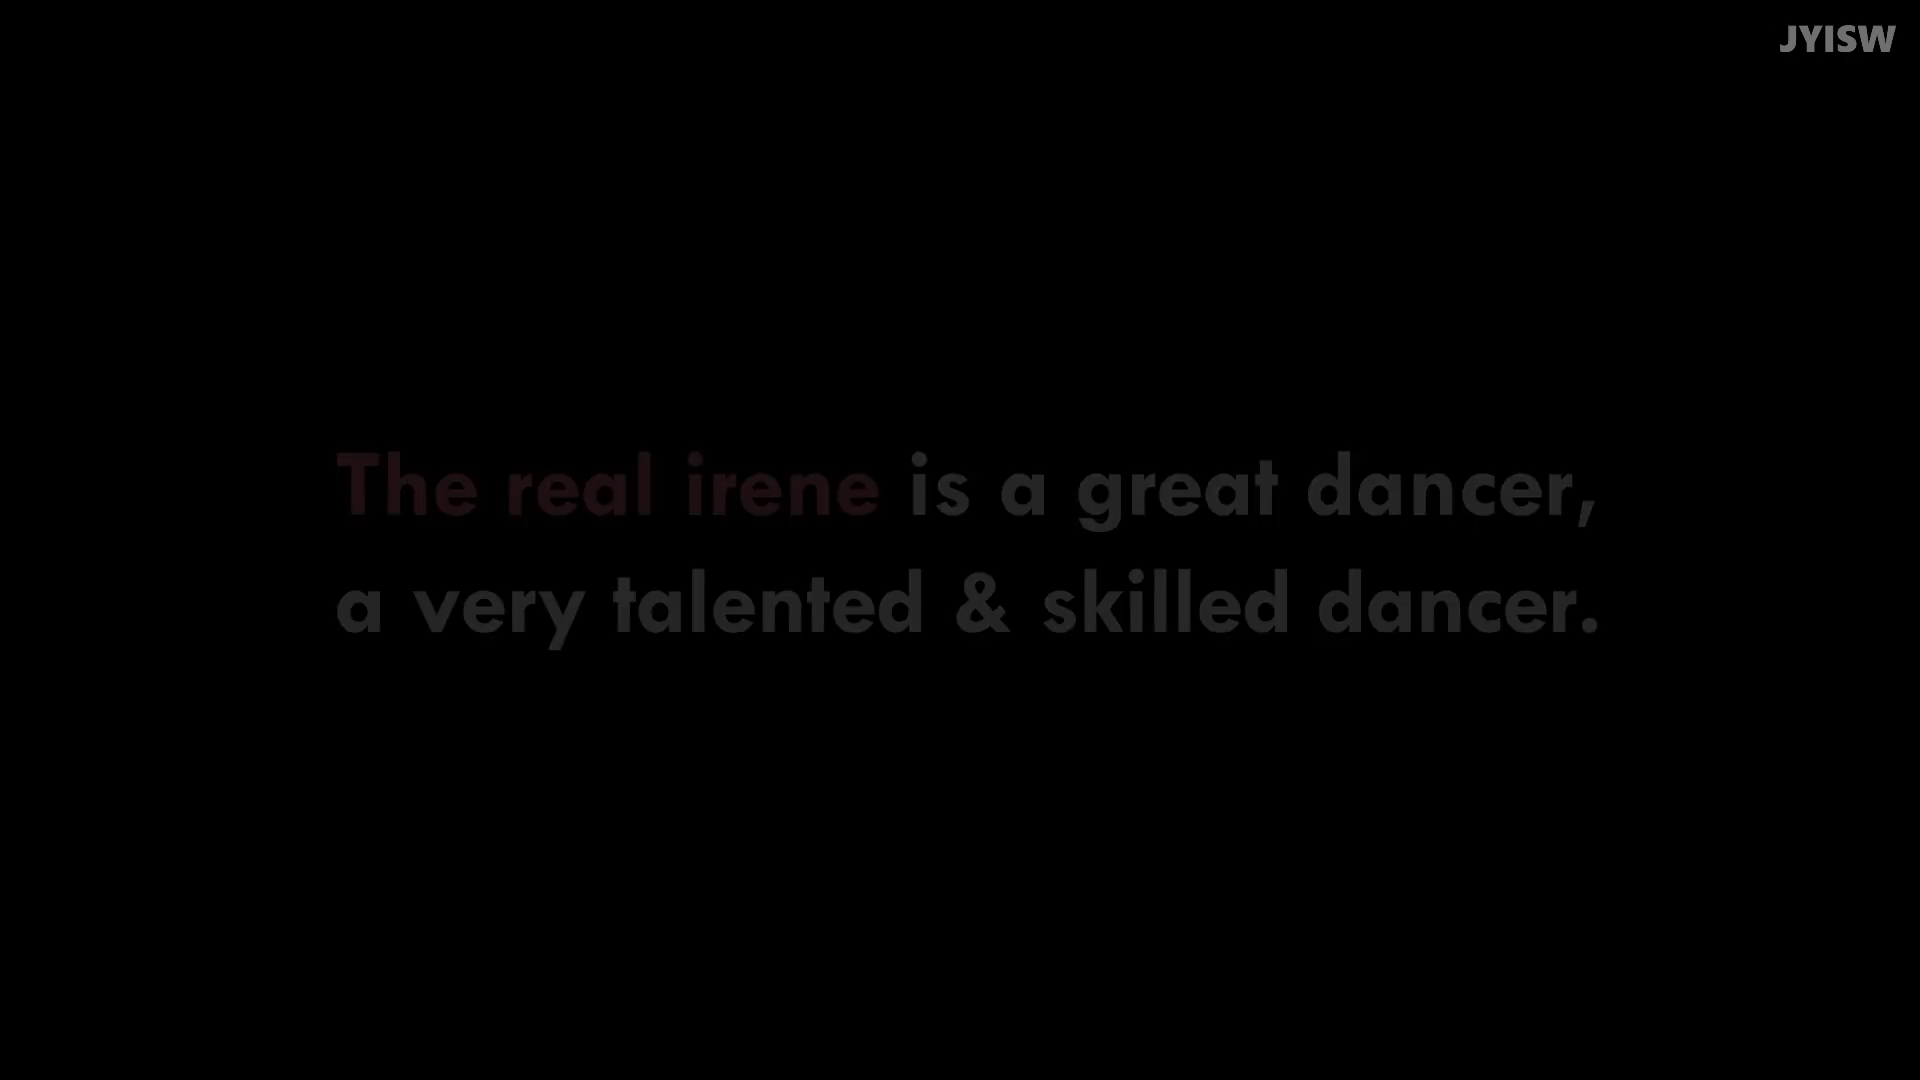 JYISW
The real irene is a great dancer,
a very talented & skilled dancer.